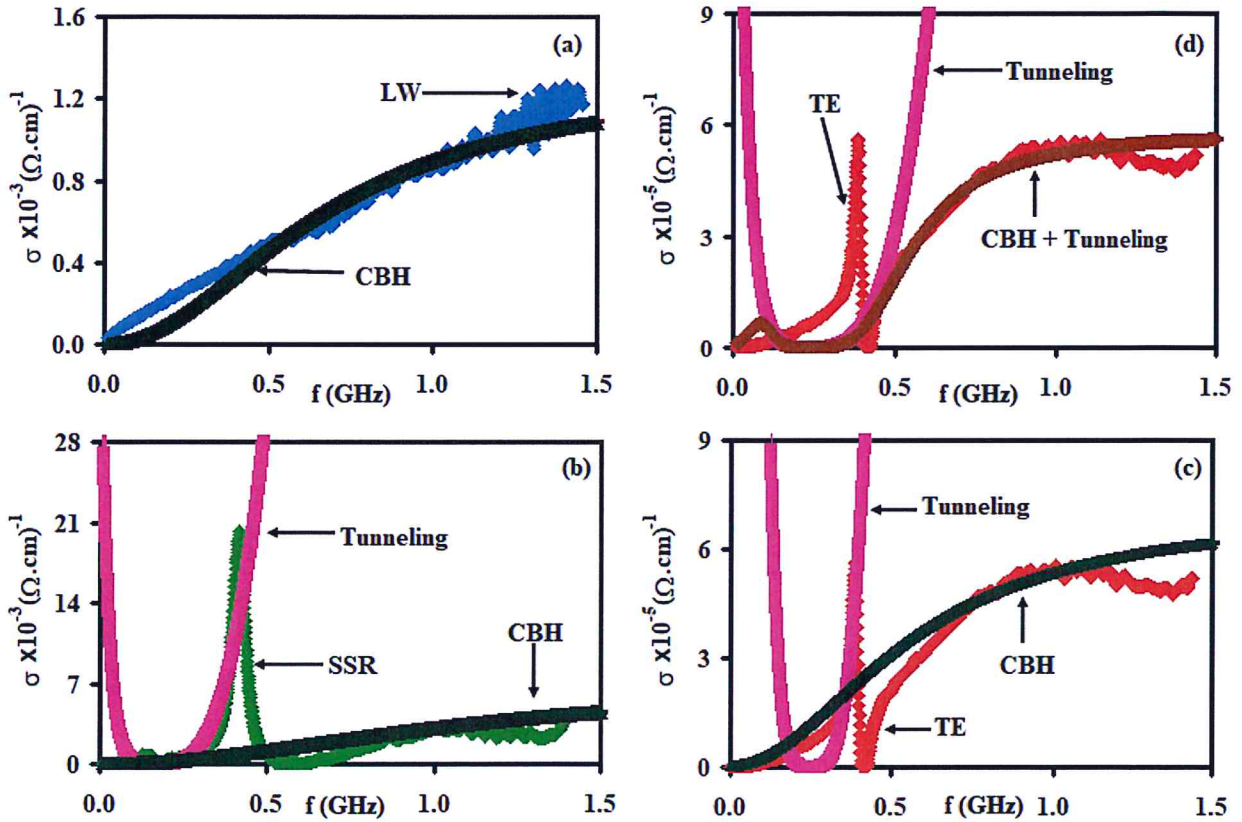 1.6
(a)
LW
1.2
0.8
σ x10⁻³ (Ω.cm)⁻¹
CBH
0.4
0.0
0.0
0.5
1.0
1.5
f (GHz)
9
(d)
Tunneling
TE
6
σ x10⁻⁵ (Ω.cm)⁻¹
CBH + Tunneling
3
0
0.0
0.5
1.0
1.5
f (GHz)
28
(b)
21
Tunneling
σ x10⁻³ (Ω.cm)⁻¹
14
CBH
SSR
7
0
0.0
0.5
1.0
1.5
f (GHz)
9
(c)
Tunneling
6
σ x10⁻⁵ (Ω.cm)⁻¹
CBH
3
TE
0
0.0
0.5
1.0
1.5
f (GHz)